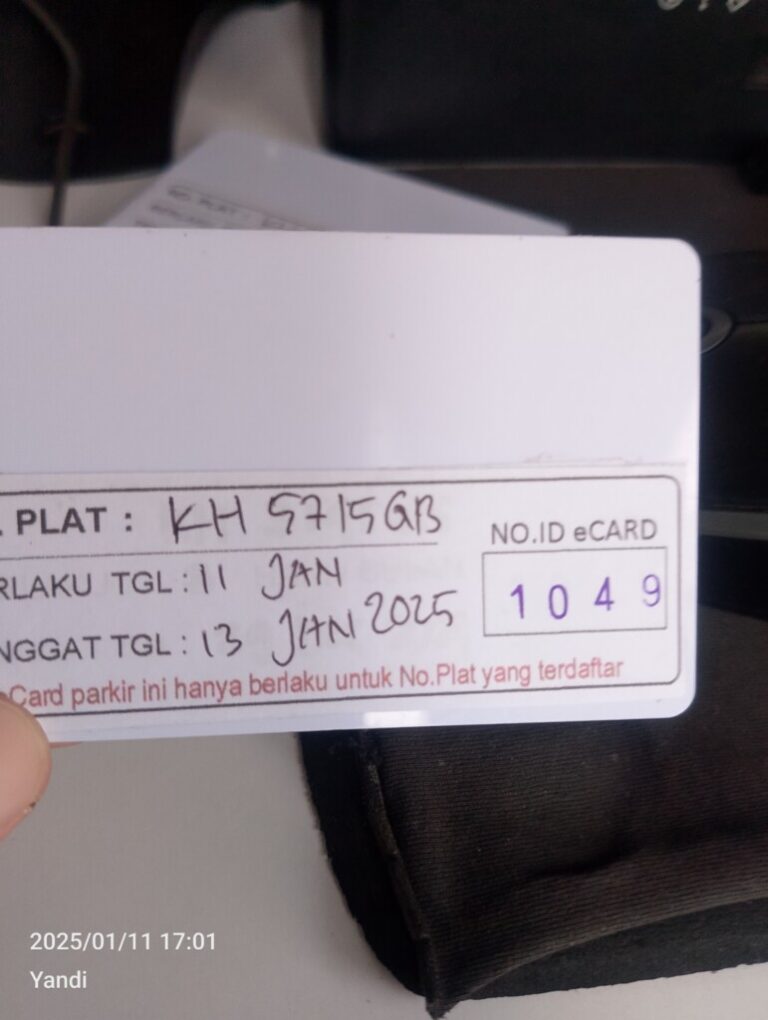 . PLAT : KH 5715GB
NO.ID eCARD
RLAKU TGL : 11 JAN
1049
NGGAT TGL : 13 JAN 2025
eCard parkir ini hanya berlaku untuk No.Plat yang terdaftar
2025/01/11 17:01
Yandi